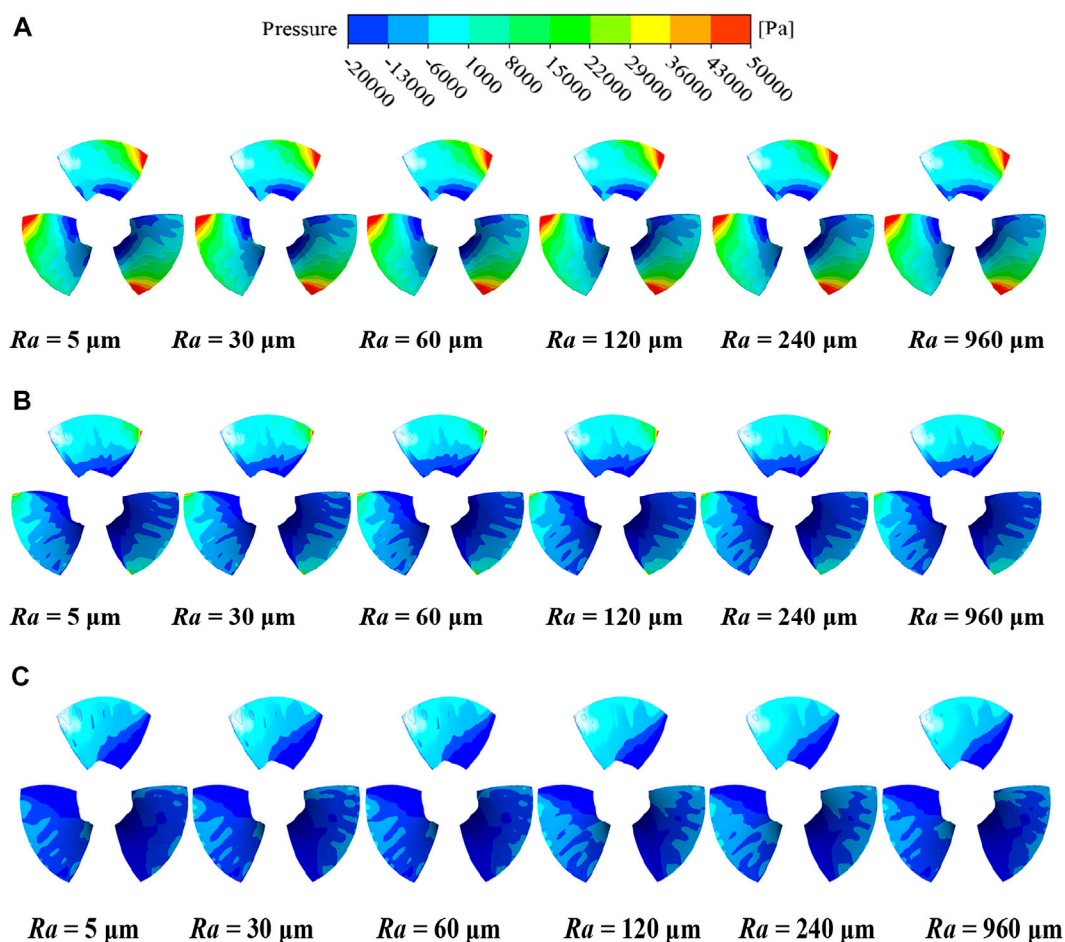 A
Pressure [Pa]
-20000 -13000 -6000 1000 8000 15000 22000 29000 36000 43000 50000
Ra = 5 μm Ra = 30 μm Ra = 60 μm Ra = 120 μm Ra = 240 μm Ra = 960 μm
B
Ra = 5 μm Ra = 30 μm Ra = 60 μm Ra = 120 μm Ra = 240 μm Ra = 960 μm
C
Ra = 5 μm Ra = 30 μm Ra = 60 μm Ra = 120 μm Ra = 240 μm Ra = 960 μm